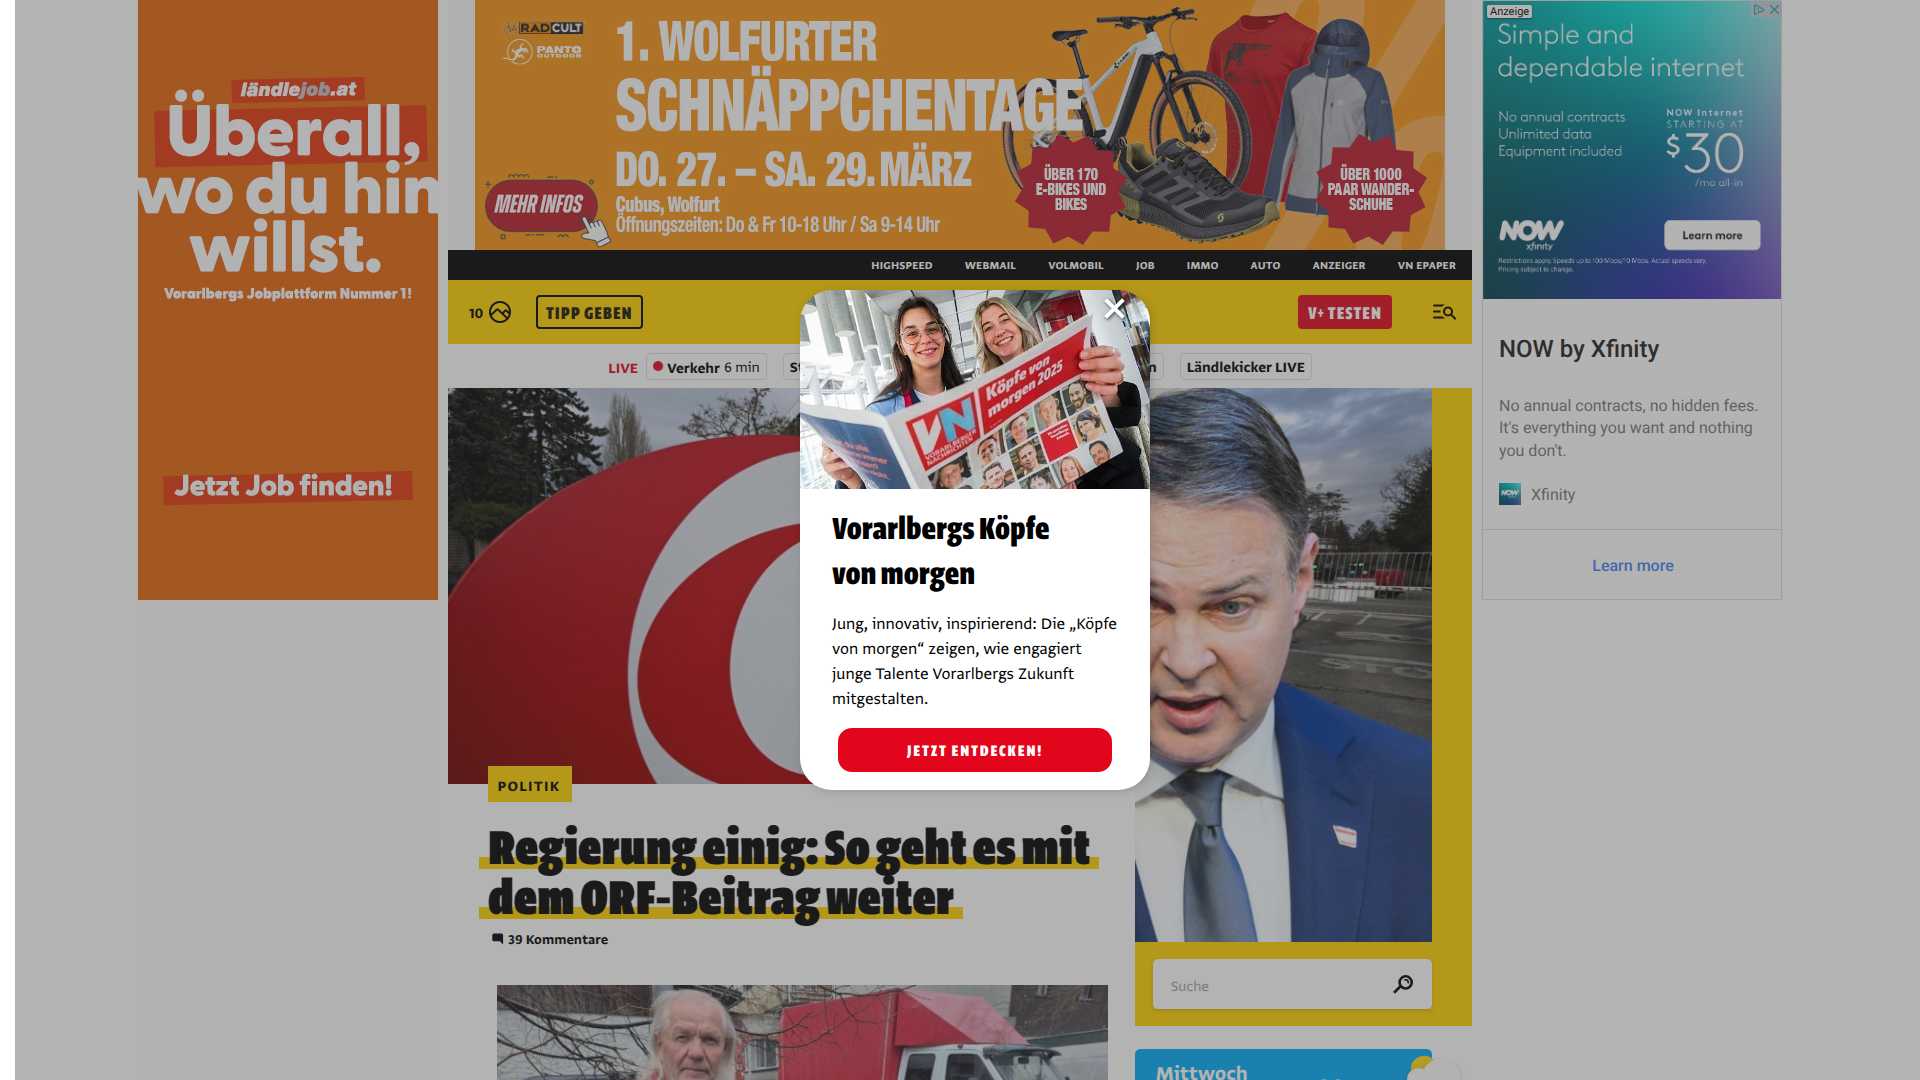 ländlejob.at
Überall,
wo du hin
willst.
Vorarlbergs Jobplattform Nummer 1!
Jetzt Job finden!
RADCULT
PANTO
OUTDOOR
1. WOLFURTER
SCHNÄPPCHENTAGE
DO. 27. – SA. 29. MÄRZ
Cubus, Wolfurt
Öffnungszeiten: Do & Fr 10-18 Uhr / Sa 9-14 Uhr
MEHR INFOS
ÜBER 170
E-BIKES UND
BIKES
ÜBER 1000
PAAR WANDER-
SCHUHE
Anzeige
Simple and
dependable internet
No annual contracts
Unlimited data
Equipment included
NOW Internet
STARTING AT
$30
/mo all-in
NOW
xfinity
Learn more
Restrictions apply. Speeds up to 100 Mbps/10 Mbps. Actual speeds vary.
Pricing subject to change.
NOW by Xfinity
No annual contracts, no hidden fees.
It's everything you want and nothing
you don't.
Xfinity
Learn more
HIGHSPEED WEBMAIL VOLMOBIL JOB IMMO AUTO ANZEIGER VN EPAPER
10 TIPP GEBEN V+ TESTEN
LIVE Verkehr 6 min Ländlekicker LIVE
Köpfe von
morgen 2025
VN
VORARLBERGER
NACHRICHTEN
Vorarlbergs Köpfe
von morgen
Jung, innovativ, inspirierend: Die „Köpfe
von morgen“ zeigen, wie engagiert
junge Talente Vorarlbergs Zukunft
mitgestalten.
JETZT ENTDECKEN!
POLITIK
Regierung einig: So geht es mit
dem ORF-Beitrag weiter
39 Kommentare
Suche
Mittwoch